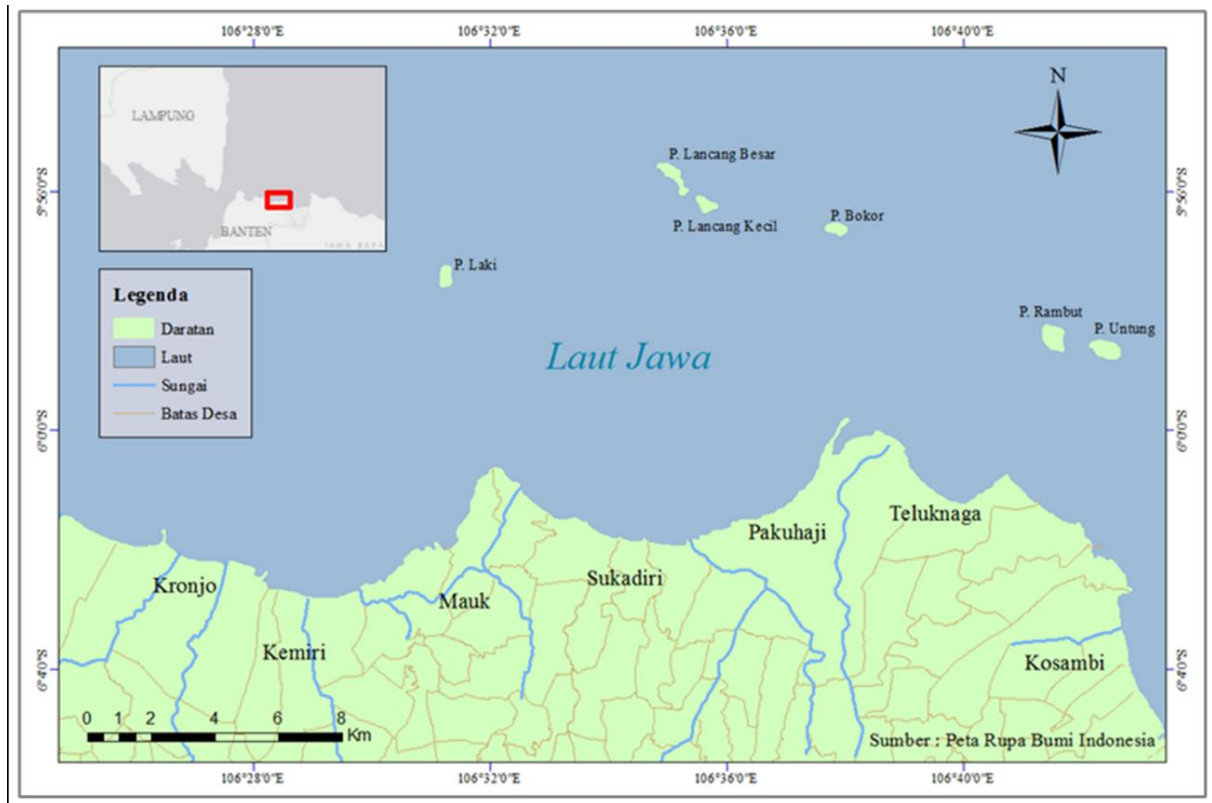 106°28'0"E 106°32'0"E 106°36'0"E 106°40'0"E
N
LAMPUNG
BANTEN
JAWA BARA
P. Lancang Besar
P. Lancang Kecil
P. Bokor
P. Laki
P. Rambut
P. Untung
5°56'0"S
5°56'0"S
Legenda
Daratan
Laut
Sungai
Batas Desa
Laut Jawa
6°0'0"S
6°0'0"S
Teluknaga
Pakuhaji
Sukadiri
Kronjo
Mauk
Kemiri
Kosambi
6°4'0"S
6°4'0"S
0 1 2 4 6 8
Km
Sumber : Peta Rupa Bumi Indonesia
106°28'0"E 106°32'0"E 106°36'0"E 106°40'0"E